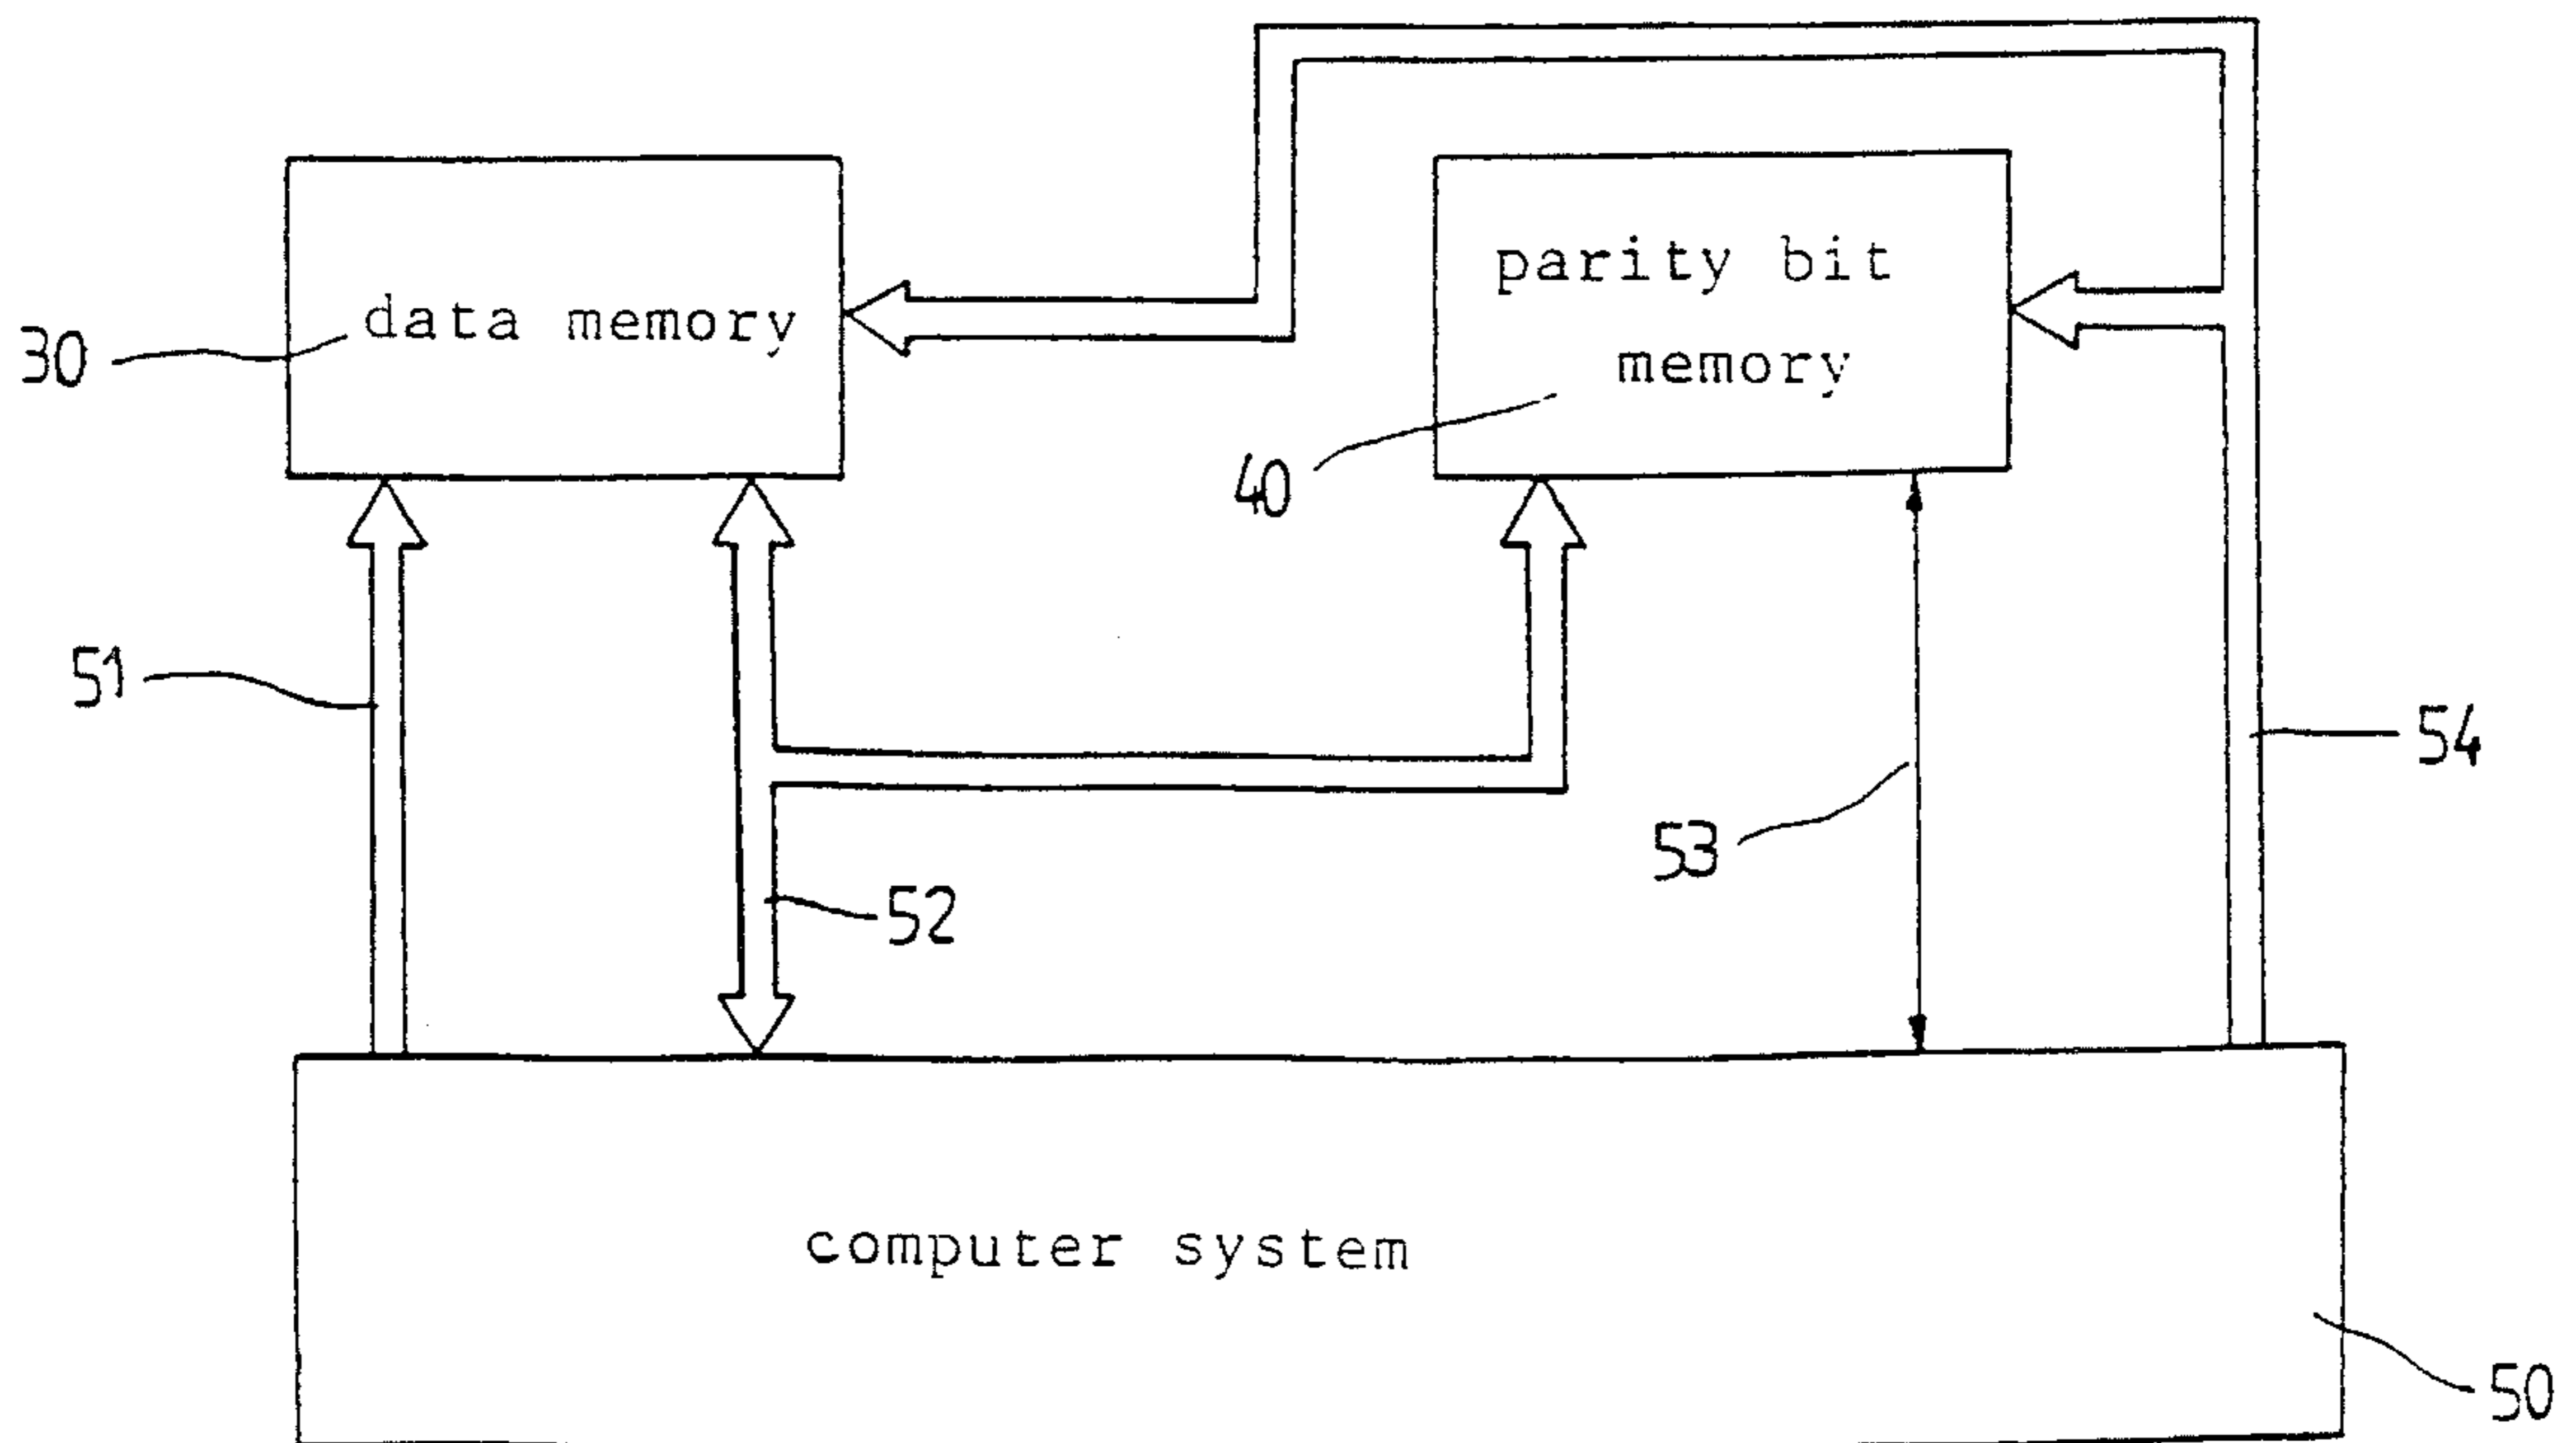 parity bit
data memory
memory
30
40
51
54
53
52
computer system
50